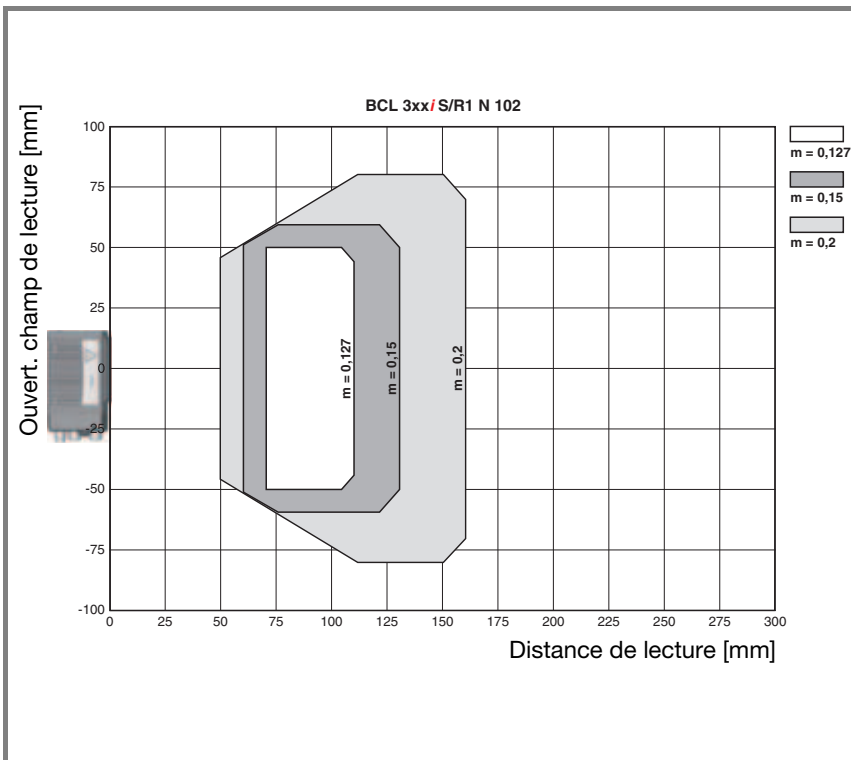 BCL 3xxi S/R1 N 102
Ouvert. champ de lecture [mm]
100
75
50
25
0
-25
-50
-75
-100
0 25 50 75 100 125 150 175 200 225 250 275 300
Distance de lecture [mm]
m = 0,127
m = 0,15
m = 0,2
m = 0,127
m = 0,15
m = 0,2